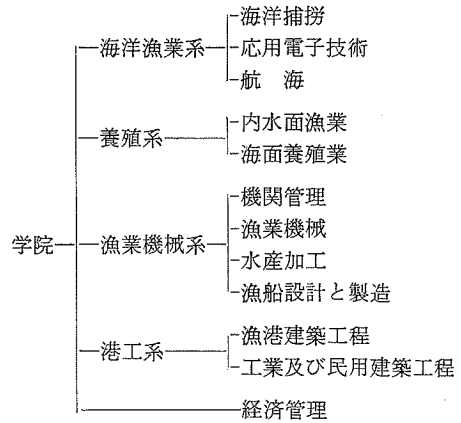 海洋捕撈
海洋漁業系
応用電子技術
航　海
内水面漁業
養殖系
海面養殖業
機関管理
漁業機械
学院
漁業機械系
水産加工
漁船設計と製造
漁港建築工程
港工系
工業及び民用建築工程
経済管理